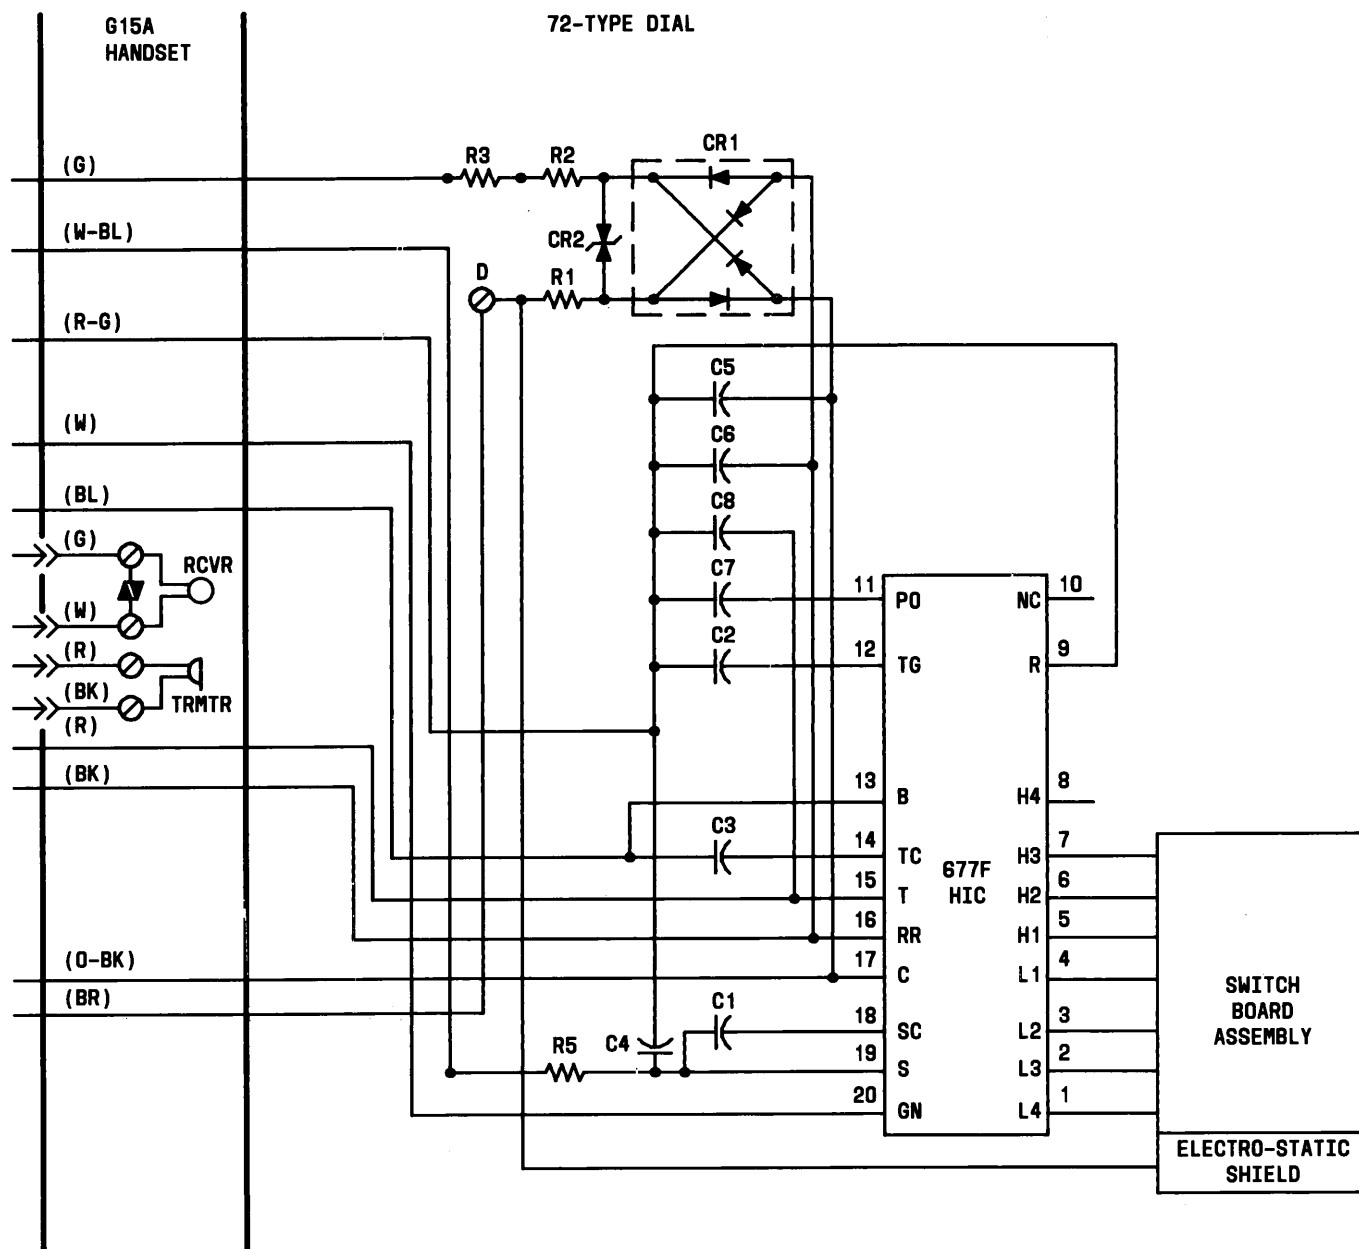 G15A
HANDSET
72-TYPE DIAL
(G)
R3
R2
CR1
(W-BL)
CR2
D
R1
(R-G)
C5
(W)
C6
(BL)
C8
(G)
RCVR
C7
11
PO
NC
10
(W)
C2
(R)
12
TG
R
9
(BK)
TRMTR
(R)
(BK)
13
B
H4
8
C3
14
TC
H3
7
677F
HIC
15
T
H2
6
16
RR
H1
5
(O-BK)
17
C
L1
4
(BR)
C1
18
SC
L2
3
SWITCH
BOARD
ASSEMBLY
R5
C4
19
S
L3
2
20
GN
L4
1
ELECTRO-STATIC
SHIELD